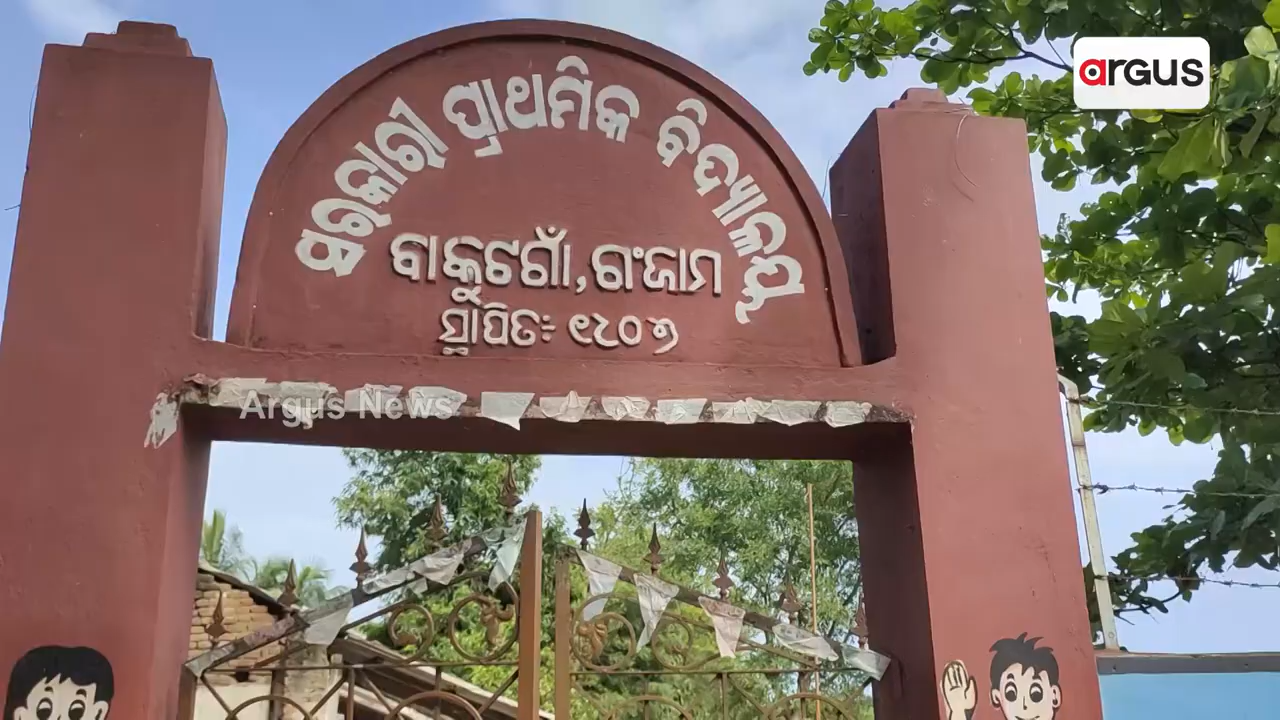 argus
ସରକାରୀ ପ୍ରାଥମିକ ବିଦ୍ୟାଳୟ
ବାକୁଟଗାଁ, ଗଂଜାମ
ସ୍ଥାପିତ:- ୧୯୦୬
Argus News